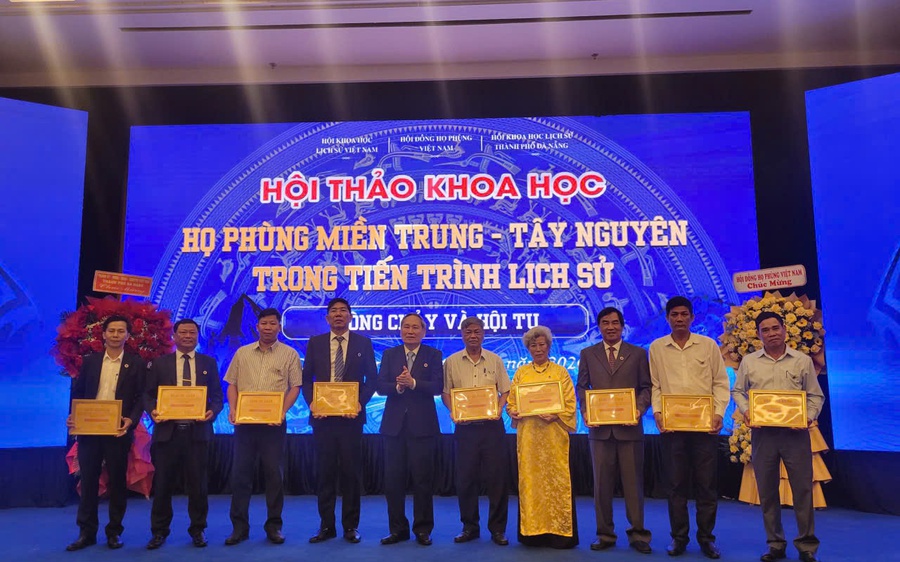 HỘI KHOA HỌC
LỊCH SỬ VIỆT NAM
HỘI ĐỒNG HỌ PHÙNG
VIỆT NAM
HỘI KHOA HỌC LỊCH SỬ
THÀNH PHỐ ĐÀ NẴNG
HỘI THẢO KHOA HỌC
HỌ PHÙNG MIỀN TRUNG - TÂY NGUYÊN
TRONG TIẾN TRÌNH LỊCH SỬ
VÀ HỘI TỤ
năm
HỘI ĐỒNG HỌ PHÙNG VIỆT NAM
Chúc Mừng